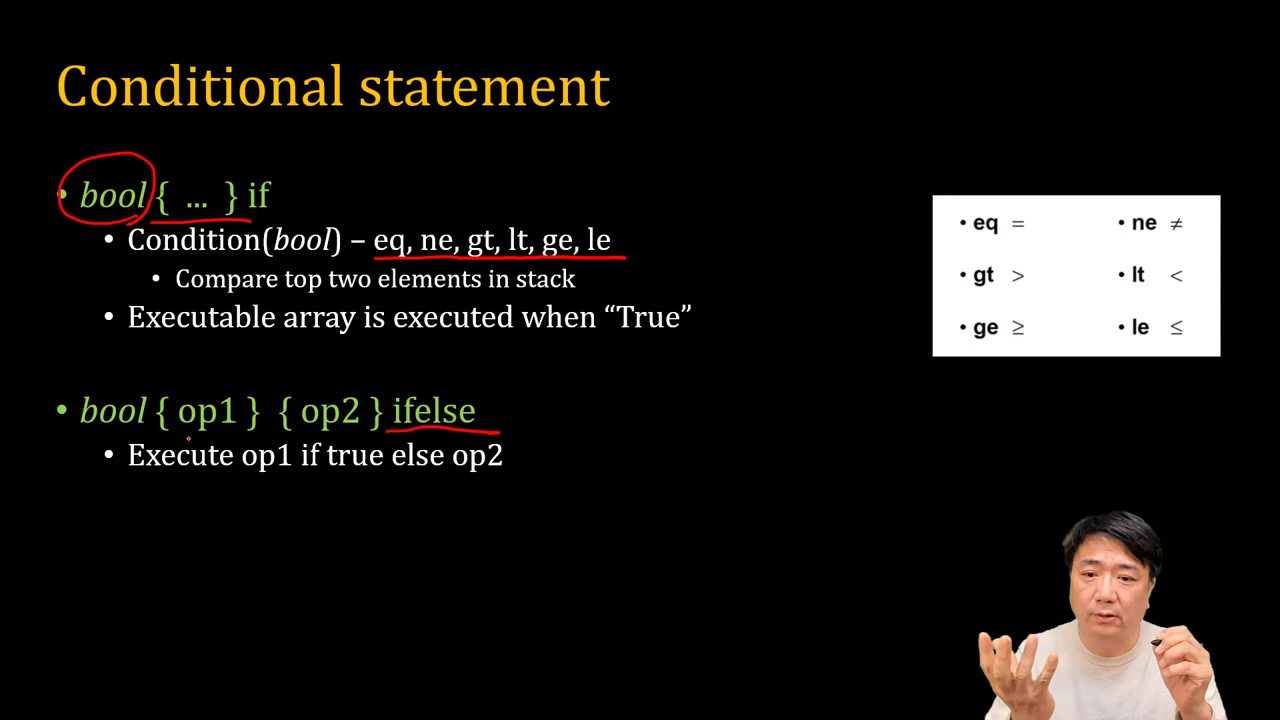 Conditional statement
• bool { ... } if
• Condition(bool) – eq, ne, gt, lt, ge, le
• Compare top two elements in stack
• Executable array is executed when “True”
• bool { op1 } { op2 } ifelse
• Execute op1 if true else op2
• eq = • ne ≠
• gt > • lt <
• ge ≥ • le ≤